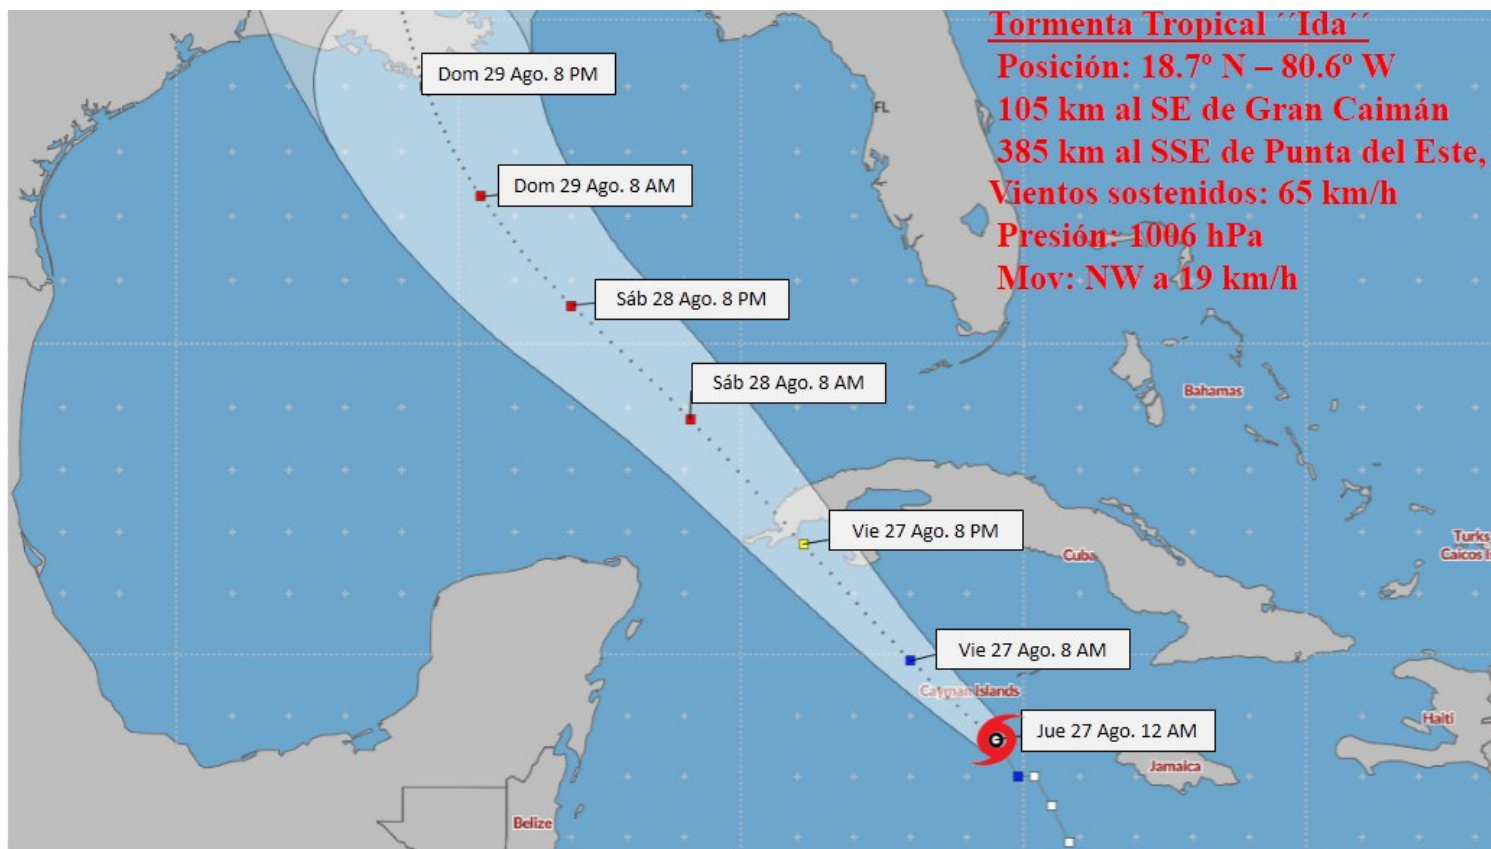 Tormenta Tropical ´´Ida´´
Posición: 18.7º N – 80.6º W
105 km al SE de Gran Caimán
385 km al SSE de Punta del Este,
Vientos sostenidos: 65 km/h
Presión: 1006 hPa
Mov: NW a 19 km/h
Dom 29 Ago. 8 PM
FL
Dom 29 Ago. 8 AM
Sáb 28 Ago. 8 PM
Sáb 28 Ago. 8 AM
Bahamas
Vie 27 Ago. 8 PM
Cuba
Turks
Caicos Is
Vie 27 Ago. 8 AM
Cayman Islands
Haiti
Jue 27 Ago. 12 AM
Jamaica
Belize